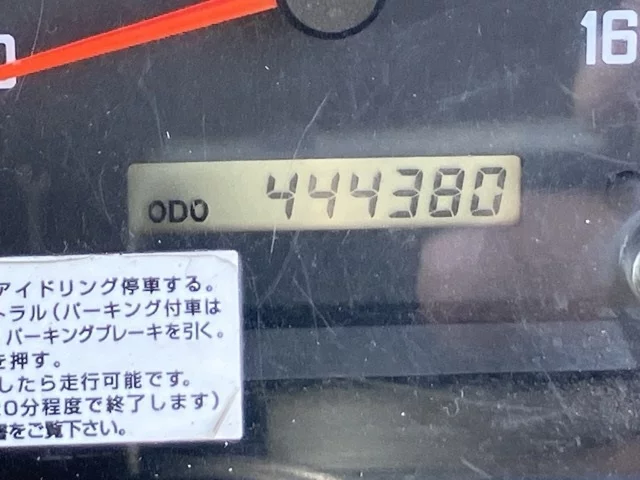 0
16
ODO 444380
アイドリング停車する。
トラル(パーキング付車は
パーキングブレーキを引く。
を押す。
したら走行可能です。
0分程度で終了します)
をご覧下さい。